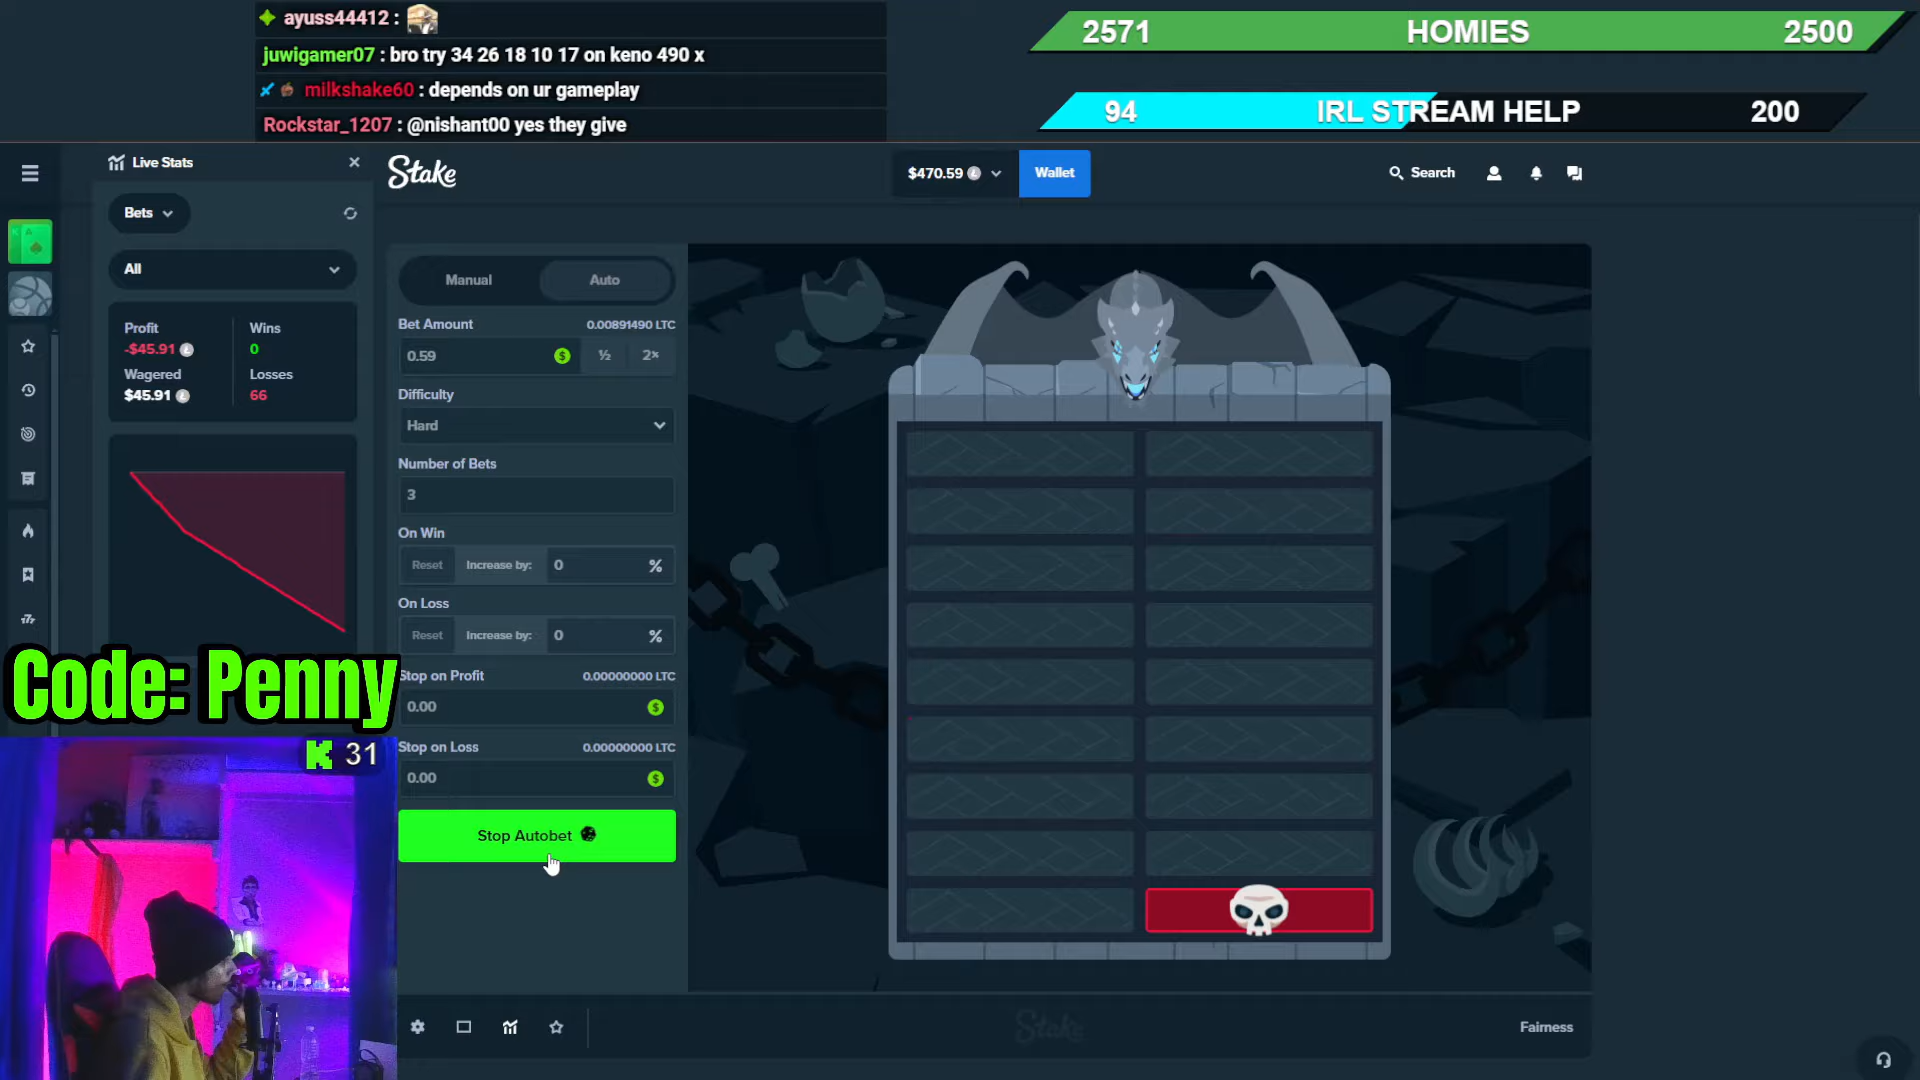 ayuss44412 :
juwigamer07 : bro try 34 26 18 10 17 on keno 490 x
milkshake60 : depends on ur gameplay
Rockstar_1207 : @nishant00 yes they give
2571 HOMIES 2500
94 IRL STREAM HELP 200
Live Stats
Stake
$470.59
Wallet
Search
Bets
All
Profit
-$45.91
Wins
0
Wagered
$45.91
Losses
66
Manual
Auto
Bet Amount 0.00891490 LTC
0.59 ½ 2×
Difficulty
Hard
Number of Bets
3
On Win
Reset Increase by: 0 %
On Loss
Reset Increase by: 0 %
Stop on Profit 0.00000000 LTC
0.00
Stop on Loss 0.00000000 LTC
0.00
Stop Autobet
Code: Penny
K 31
Stake
Fairness